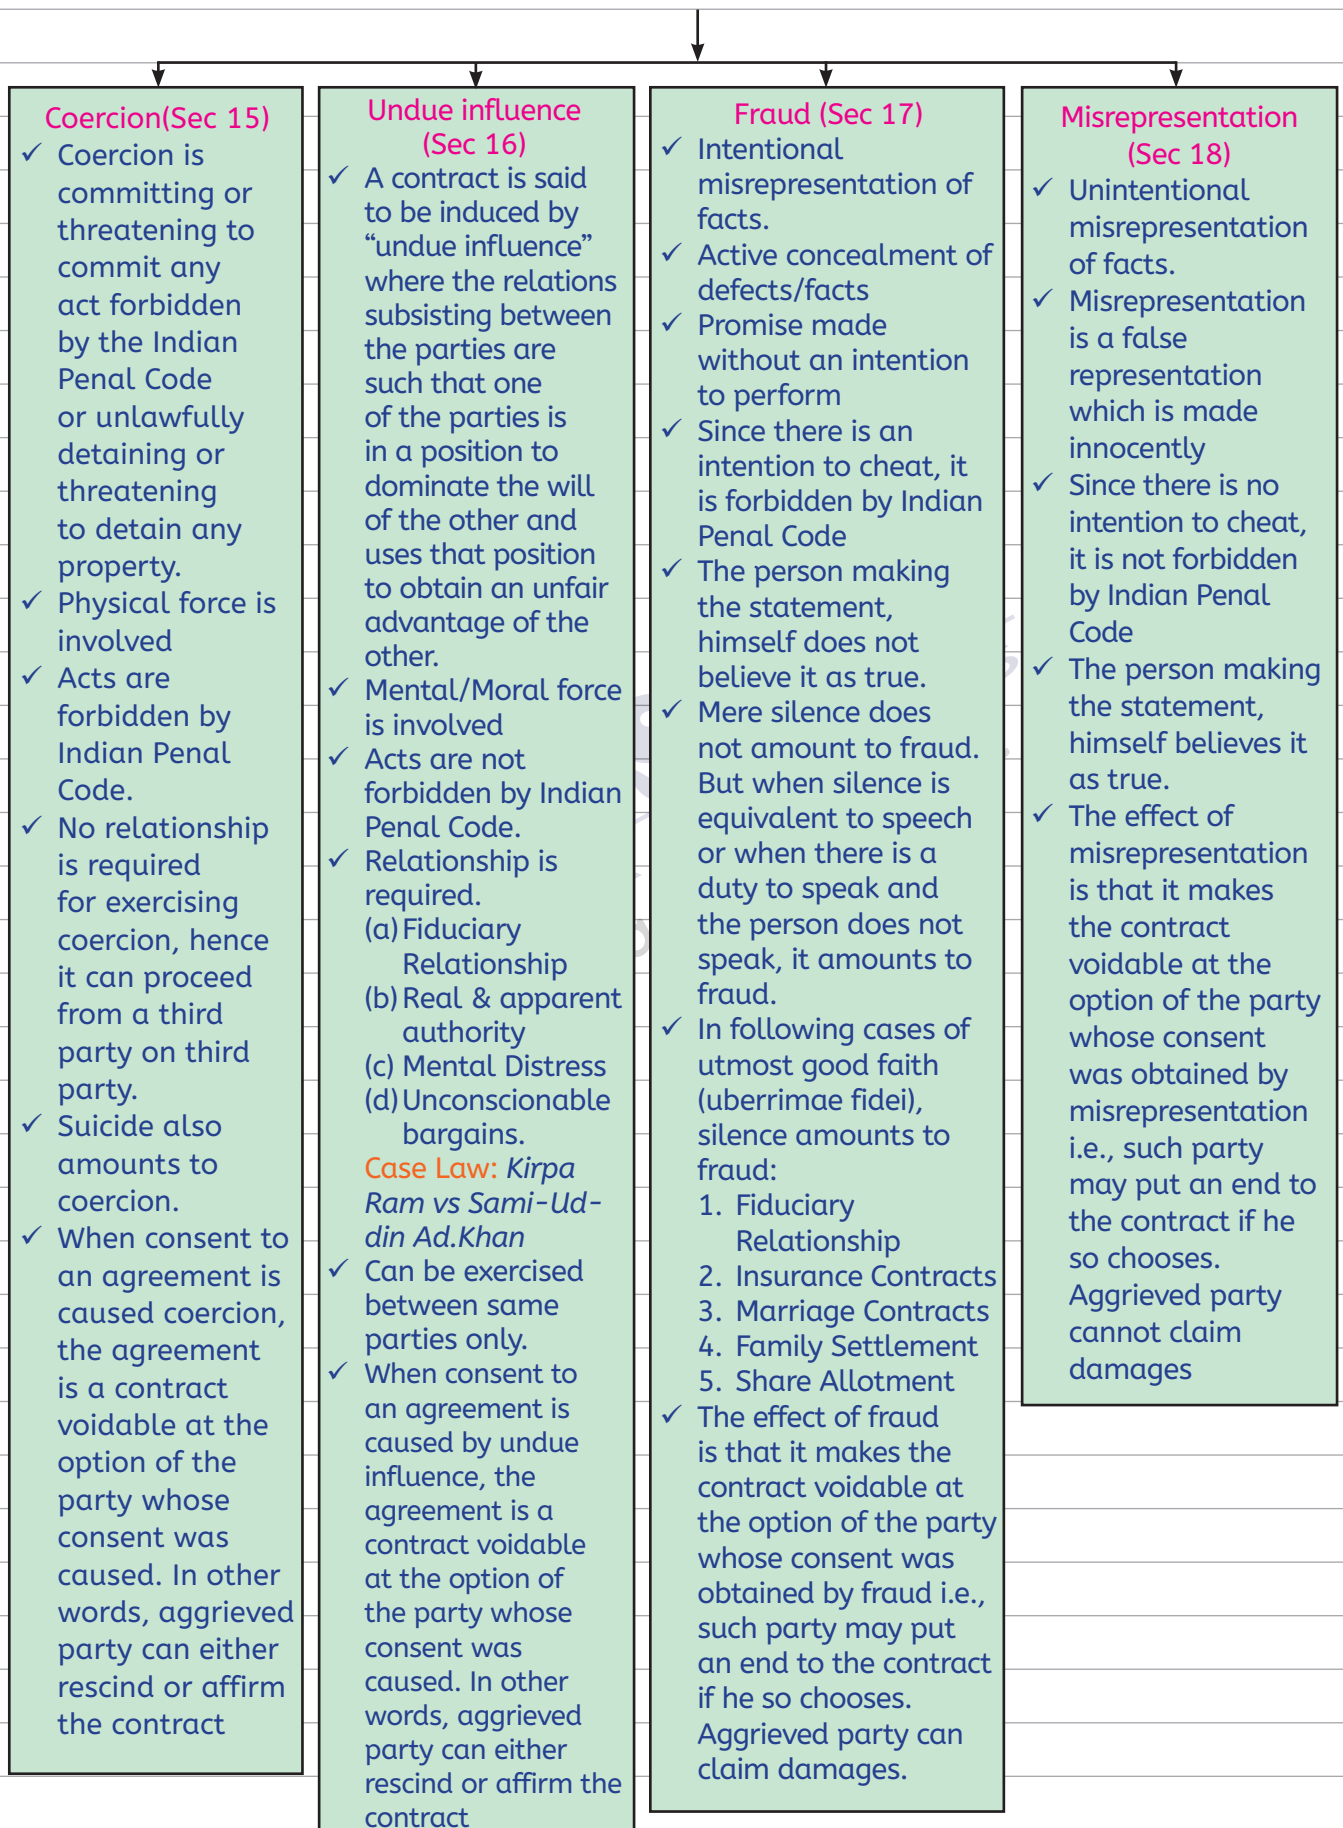 Coercion(Sec 15)
✓ Coercion is
committing or
threatening to
commit any
act forbidden
by the Indian
Penal Code
or unlawfully
detaining or
threatening
to detain any
property.
✓ Physical force is
involved
✓ Acts are
forbidden by
Indian Penal
Code.
✓ No relationship
is required
for exercising
coercion, hence
it can proceed
from a third
party on third
party.
✓ Suicide also
amounts to
coercion.
✓ When consent to
an agreement is
caused coercion,
the agreement
is a contract
voidable at the
option of the
party whose
consent was
caused. In other
words, aggrieved
party can either
rescind or affirm
the contract
Undue influence
(Sec 16)
✓ A contract is said
to be induced by
“undue influence”
where the relations
subsisting between
the parties are
such that one
of the parties is
in a position to
dominate the will
of the other and
uses that position
to obtain an unfair
advantage of the
other.
✓ Mental/Moral force
is involved
✓ Acts are not
forbidden by Indian
Penal Code.
✓ Relationship is
required.
(a) Fiduciary
Relationship
(b) Real & apparent
authority
(c) Mental Distress
(d) Unconscionable
bargains.
Case Law: Kirpa
Ram vs Sami-Ud-
din Ad.Khan
✓ Can be exercised
between same
parties only.
✓ When consent to
an agreement is
caused by undue
influence, the
agreement is a
contract voidable
at the option of
the party whose
consent was
caused. In other
words, aggrieved
party can either
rescind or affirm the
contract
Fraud (Sec 17)
✓ Intentional
misrepresentation of
facts.
✓ Active concealment of
defects/facts
✓ Promise made
without an intention
to perform
✓ Since there is an
intention to cheat, it
is forbidden by Indian
Penal Code
✓ The person making
the statement,
himself does not
believe it as true.
✓ Mere silence does
not amount to fraud.
But when silence is
equivalent to speech
or when there is a
duty to speak and
the person does not
speak, it amounts to
fraud.
✓ In following cases of
utmost good faith
(uberrimae fidei),
silence amounts to
fraud:
1. Fiduciary
Relationship
2. Insurance Contracts
3. Marriage Contracts
4. Family Settlement
5. Share Allotment
✓ The effect of fraud
is that it makes the
contract voidable at
the option of the party
whose consent was
obtained by fraud i.e.,
such party may put
an end to the contract
if he so chooses.
Aggrieved party can
claim damages.
Misrepresentation
(Sec 18)
✓ Unintentional
misrepresentation
of facts.
✓ Misrepresentation
is a false
representation
which is made
innocently
✓ Since there is no
intention to cheat,
it is not forbidden
by Indian Penal
Code
✓ The person making
the statement,
himself believes it
as true.
✓ The effect of
misrepresentation
is that it makes
the contract
voidable at the
option of the party
whose consent
was obtained by
misrepresentation
i.e., such party
may put an end to
the contract if he
so chooses.
Aggrieved party
cannot claim
damages